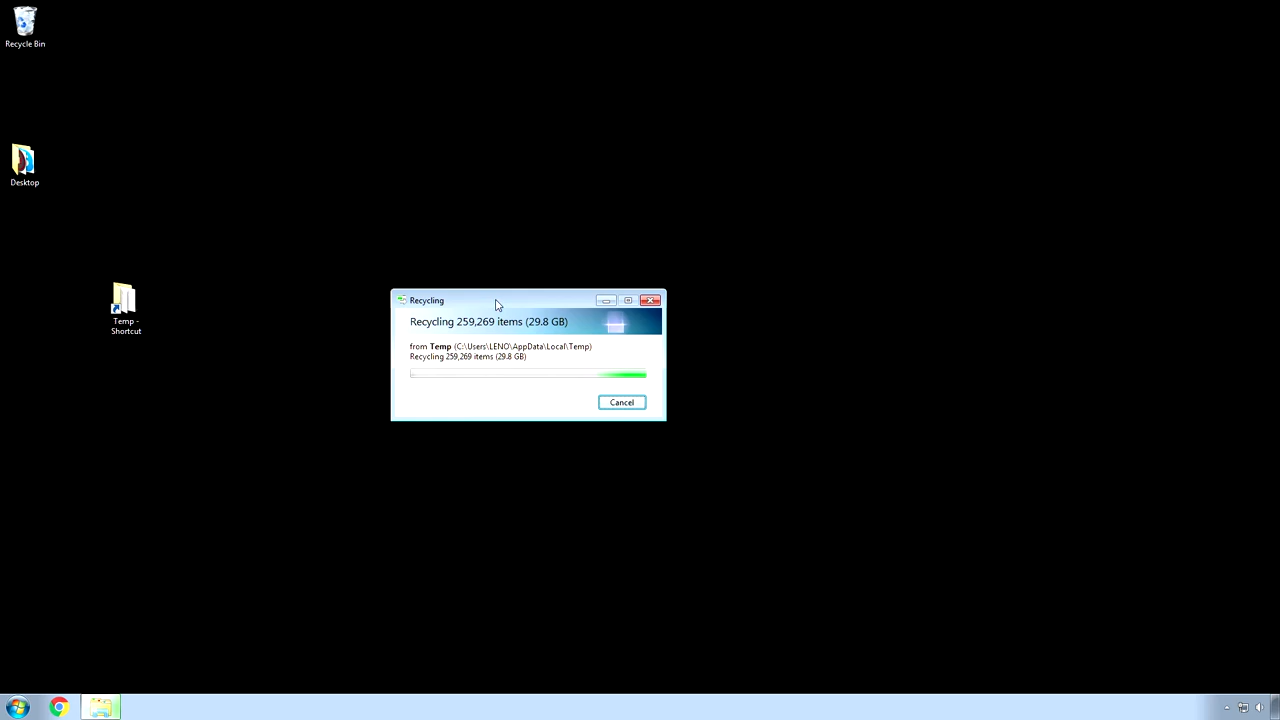 Recycle Bin
Desktop
Temp -
Shortcut
Recycling
Recycling 259,269 items (29.8 GB)
from Temp (C:\Users\LENO\AppData\Local\Temp)
Recycling 259,269 items (29.8 GB)
Cancel